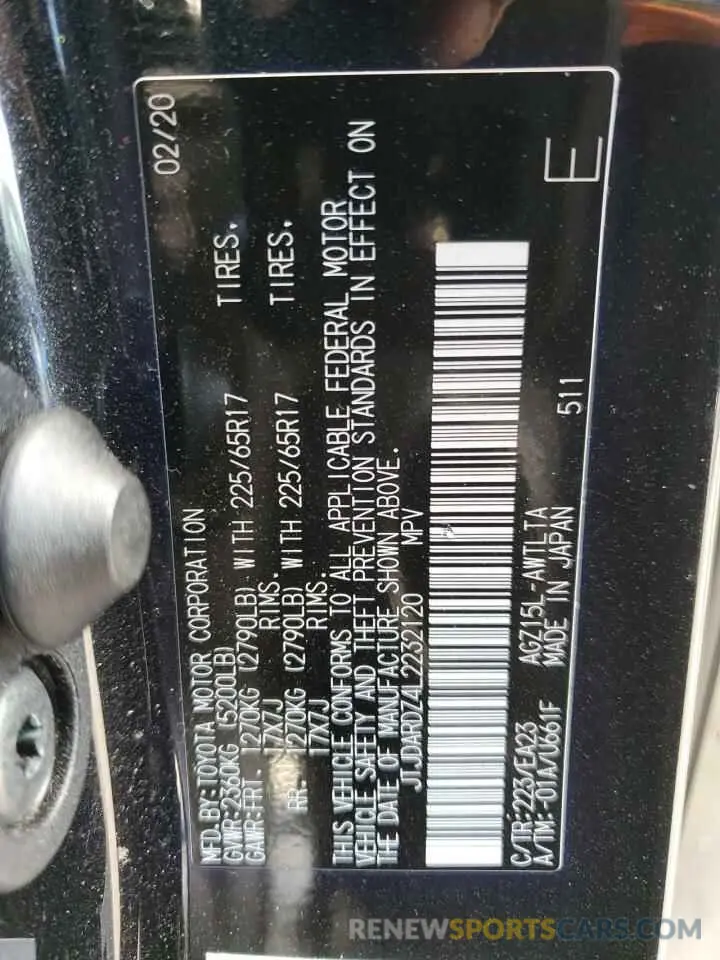 MFD.BY:TOYOTA MOTOR CORPORATION 02/20
GVWR:2360KG (5200LB)
GAWR:FRT. 1270KG (2790LB) WITH 225/65R17 TIRES.
17X7J RIMS.
RR. 1270KG (2790LB) WITH 225/65R17 TIRES.
17X7J RIMS.
THIS VEHICLE CONFORMS TO ALL APPLICABLE FEDERAL MOTOR
VEHICLE SAFETY AND THEFT PREVENTION STANDARDS IN EFFECT ON
THE DATE OF MANUFACTURE SHOWN ABOVE.
JTJDARDZ4L2232120 MPV
C/TR:223/EA23 AGZ15L-AWTLTA
A/TM:-01A/U661F MADE IN JAPAN 511 E
RENEWSPORTSCARS.COM